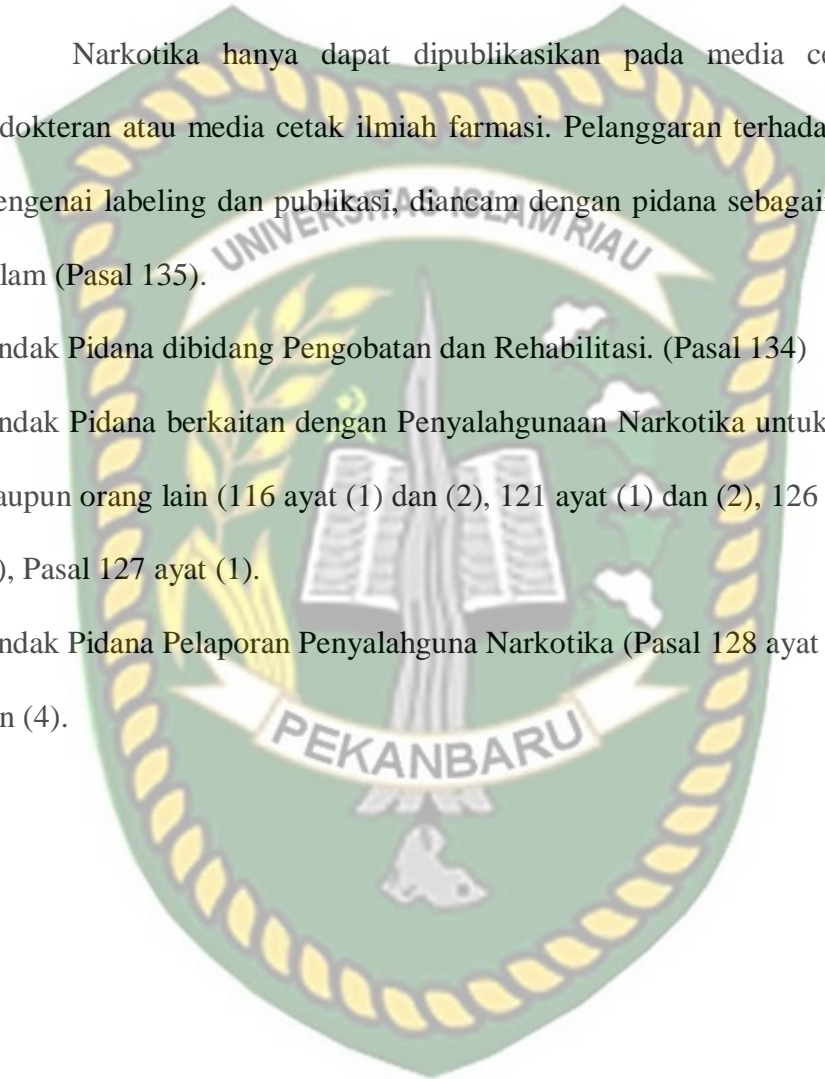 Narkotika hanya dapat dipublikasikan pada media ce
dokteran atau media cetak ilmiah farmasi. Pelanggaran terhada
engenai labeling dan publikasi, diancam dengan pidana sebagai
lam (Pasal 135).
ndak Pidana dibidang Pengobatan dan Rehabilitasi. (Pasal 134)
ndak Pidana berkaitan dengan Penyalahgunaan Narkotika untuk
aupun orang lain (116 ayat (1) dan (2), 121 ayat (1) dan (2), 126
), Pasal 127 ayat (1).
ndak Pidana Pelaporan Penyalahguna Narkotika (Pasal 128 ayat
n (4).
UNIVERSITAS ISLAM RIAU
PEKANBARU